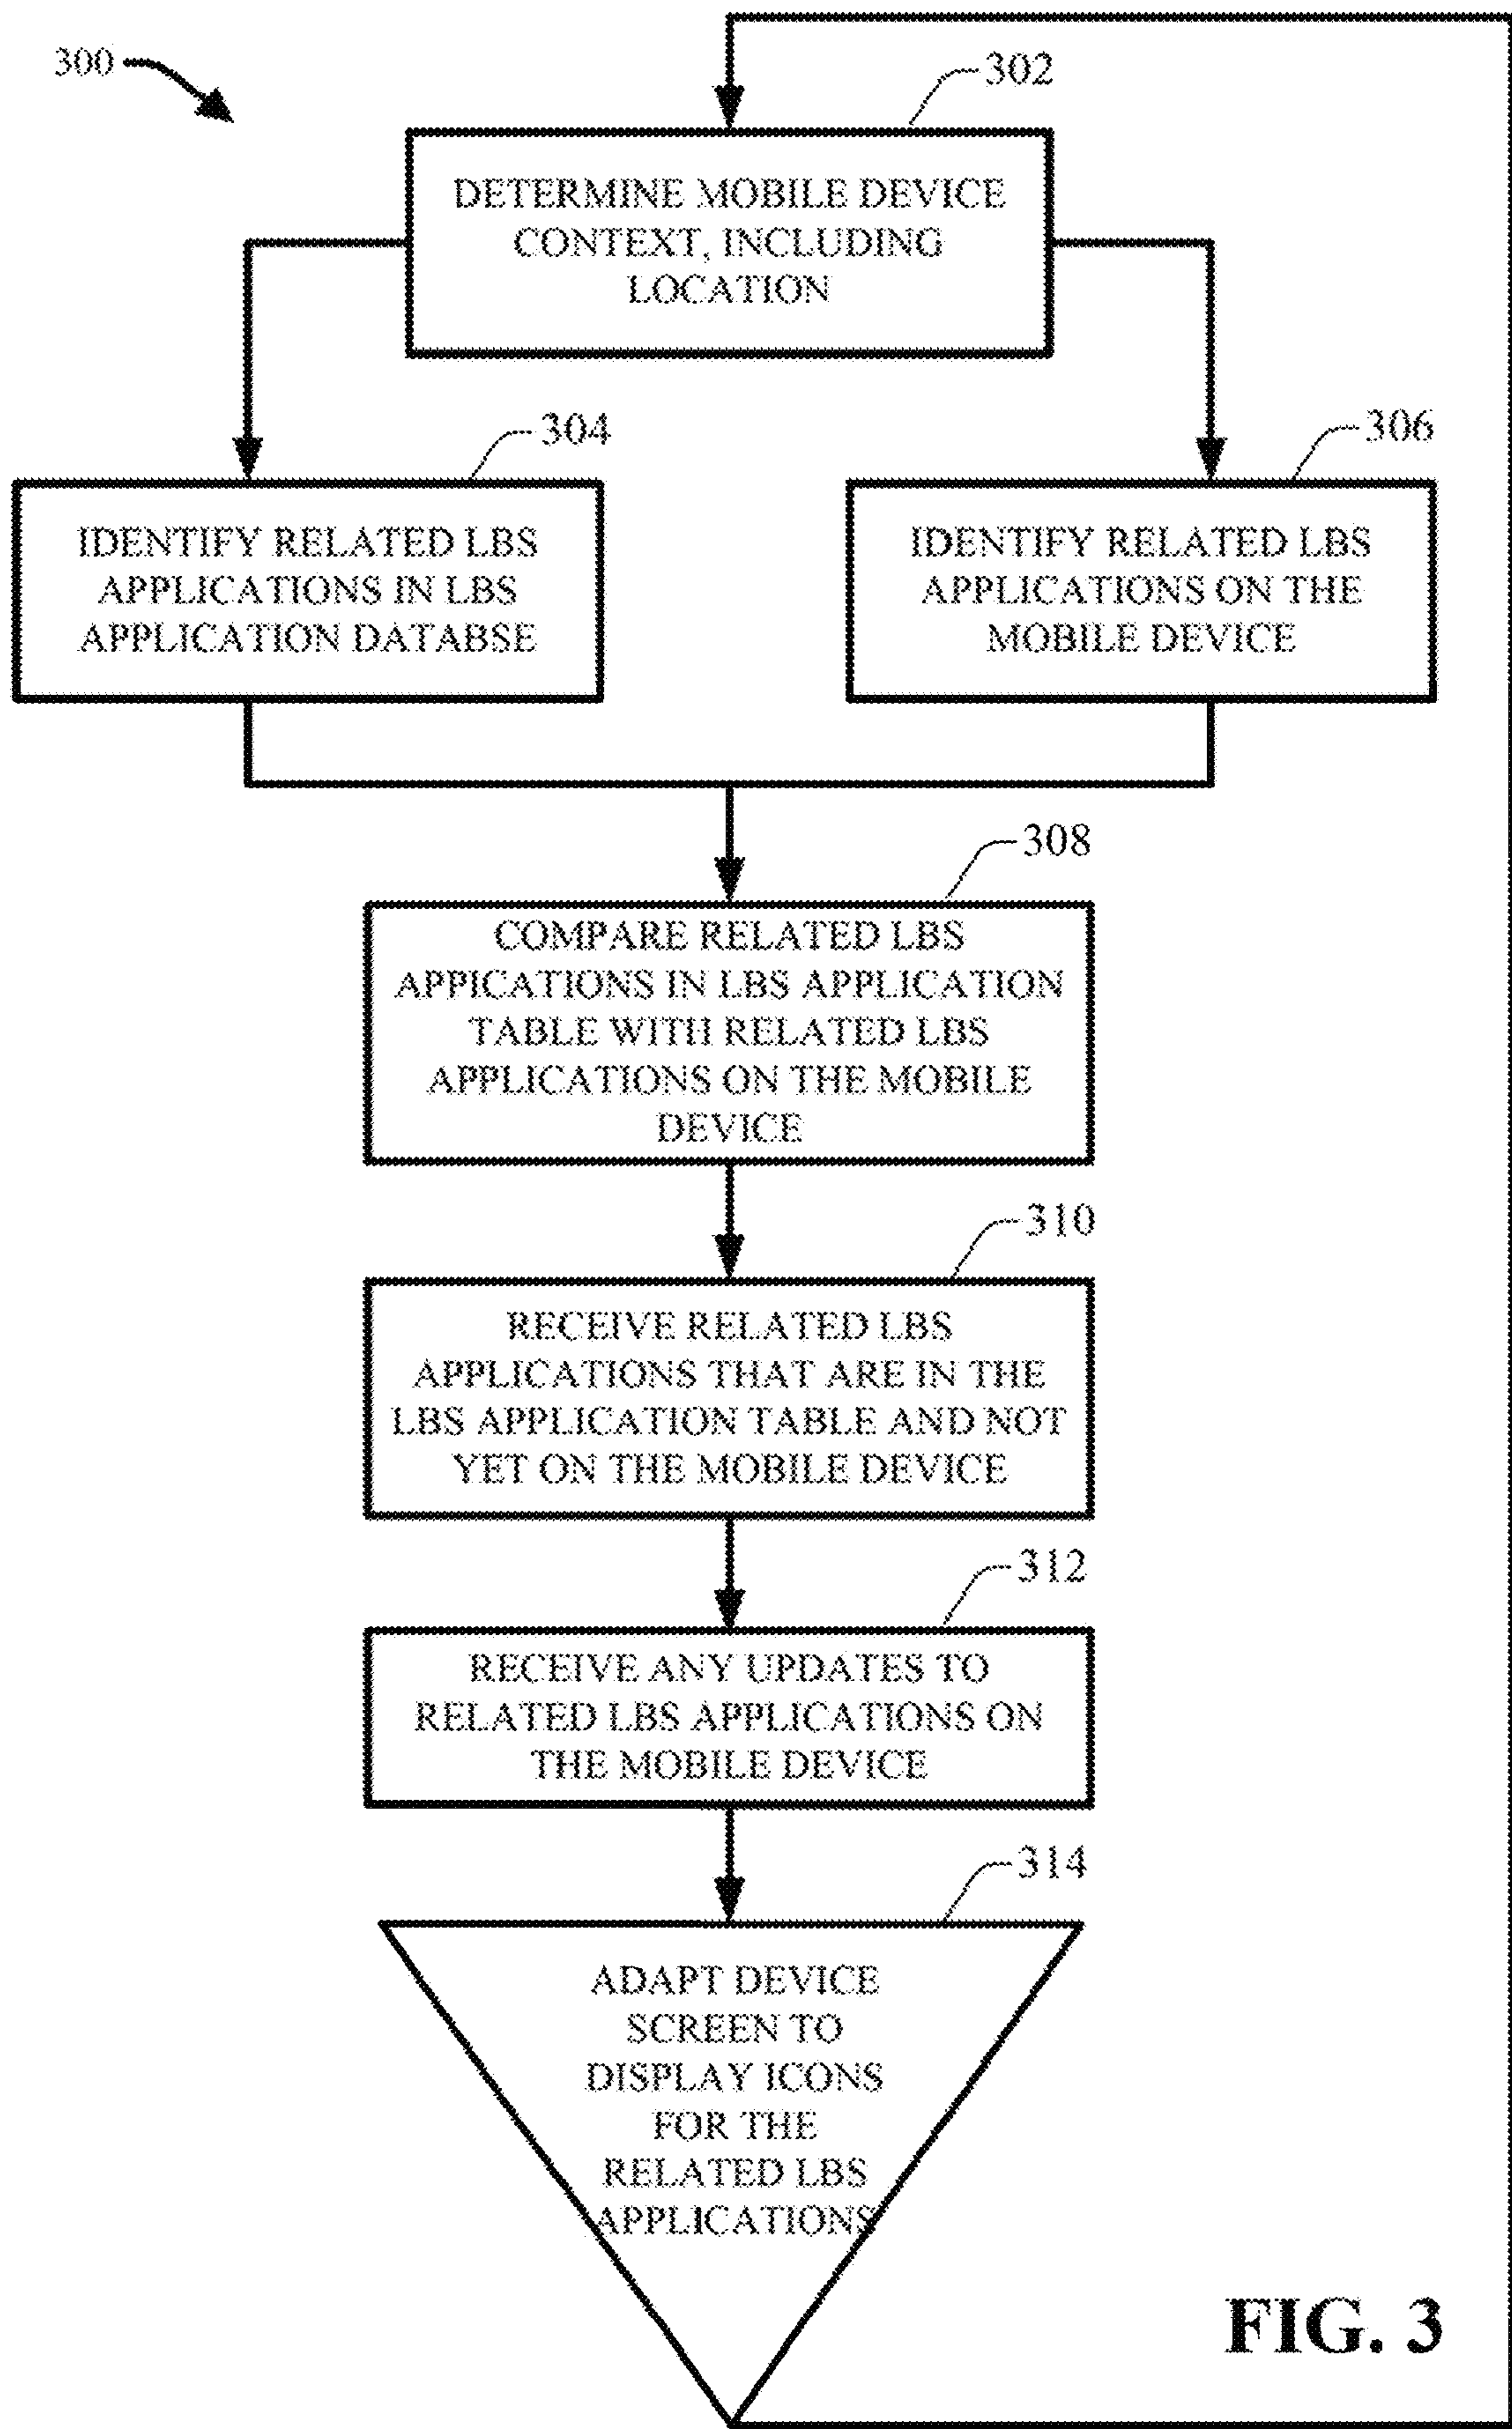 300
302
DETERMINE MOBILE DEVICE
CONTEXT, INCLUDING
LOCATION
304
IDENTIFY RELATED LBS
APPLICATIONS IN LBS
APPLICATION DATABSE
306
IDENTIFY RELATED LBS
APPLICATIONS ON THE
MOBILE DEVICE
308
COMPARE RELATED LBS
APPICATIONS IN LBS APPLICATION
TABLE WITH RELATED LBS
APPLICATIONS ON THE MOBILE
DEVICE
310
RECEIVE RELATED LBS
APPLICATIONS THAT ARE IN THE
LBS APPLICATION TABLE AND NOT
YET ON THE MOBILE DEVICE
312
RECEIVE ANY UPDATES TO
RELATED LBS APPLICATIONS ON
THE MOBILE DEVICE
314
ADAPT DEVICE
SCREEN TO
DISPLAY ICONS
FOR THE
RELATED LBS
APPLICATIONS
FIG. 3